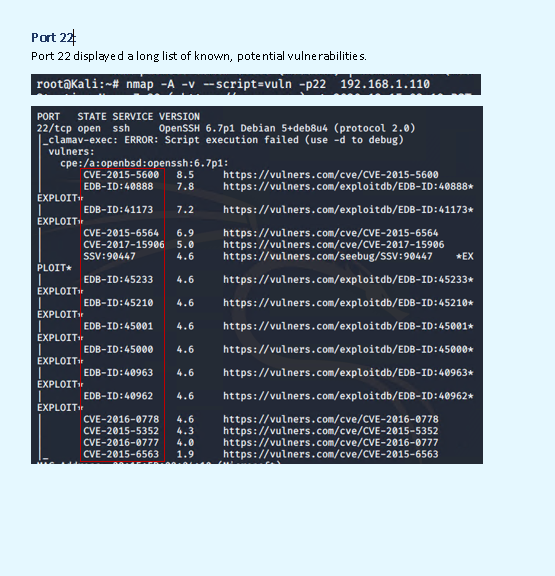 Port 22
Port 22 displayed a long list of known, potential vulnerabilities.
root@Kali:~# nmap -A -v --script=vuln -p22  192.168.1.110
PORT   STATE SERVICE VERSION
22/tcp open  ssh     OpenSSH 6.7p1 Debian 5+deb8u4 (protocol 2.0)
|_clamav-exec: ERROR: Script execution failed (use -d to debug)
| vulners:
|   cpe:/a:openbsd:openssh:6.7p1:
|     CVE-2015-5600   8.5     https://vulners.com/cve/CVE-2015-5600
|     EDB-ID:40888    7.8     https://vulners.com/exploitdb/EDB-ID:40888*
EXPLOIT*
|     EDB-ID:41173    7.2     https://vulners.com/exploitdb/EDB-ID:41173*
EXPLOIT*
|     CVE-2015-6564   6.9     https://vulners.com/cve/CVE-2015-6564
|     CVE-2017-15906  5.0     https://vulners.com/cve/CVE-2017-15906
|     SSV:90447       4.6     https://vulners.com/seebug/SSV:90447    *EX
PLOIT*
|     EDB-ID:45233    4.6     https://vulners.com/exploitdb/EDB-ID:45233*
EXPLOIT*
|     EDB-ID:45210    4.6     https://vulners.com/exploitdb/EDB-ID:45210*
EXPLOIT*
|     EDB-ID:45001    4.6     https://vulners.com/exploitdb/EDB-ID:45001*
EXPLOIT*
|     EDB-ID:45000    4.6     https://vulners.com/exploitdb/EDB-ID:45000*
EXPLOIT*
|     EDB-ID:40963    4.6     https://vulners.com/exploitdb/EDB-ID:40963*
EXPLOIT*
|     EDB-ID:40962    4.6     https://vulners.com/exploitdb/EDB-ID:40962*
EXPLOIT*
|     CVE-2016-0778   4.6     https://vulners.com/cve/CVE-2016-0778
|     CVE-2015-5352   4.3     https://vulners.com/cve/CVE-2015-5352
|     CVE-2016-0777   4.0     https://vulners.com/cve/CVE-2016-0777
|_    CVE-2015-6563   1.9     https://vulners.com/cve/CVE-2015-6563